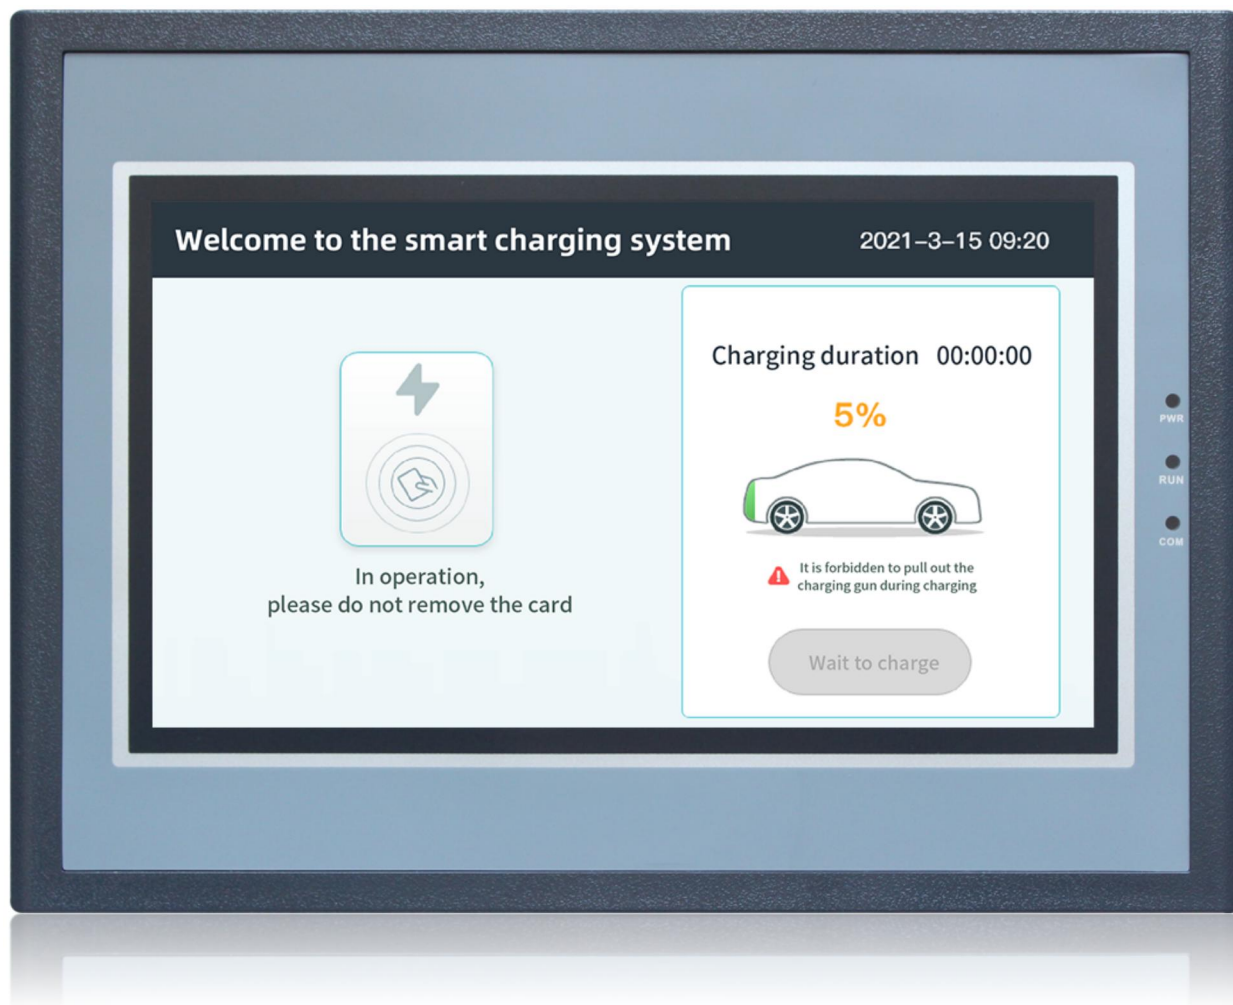 Welcome to the smart charging system
2021-3-15 09:20
In operation,
please do not remove the card
Charging duration 00:00:00
5%
It is forbidden to pull out the
charging gun during charging
Wait to charge
PWR
RUN
COM